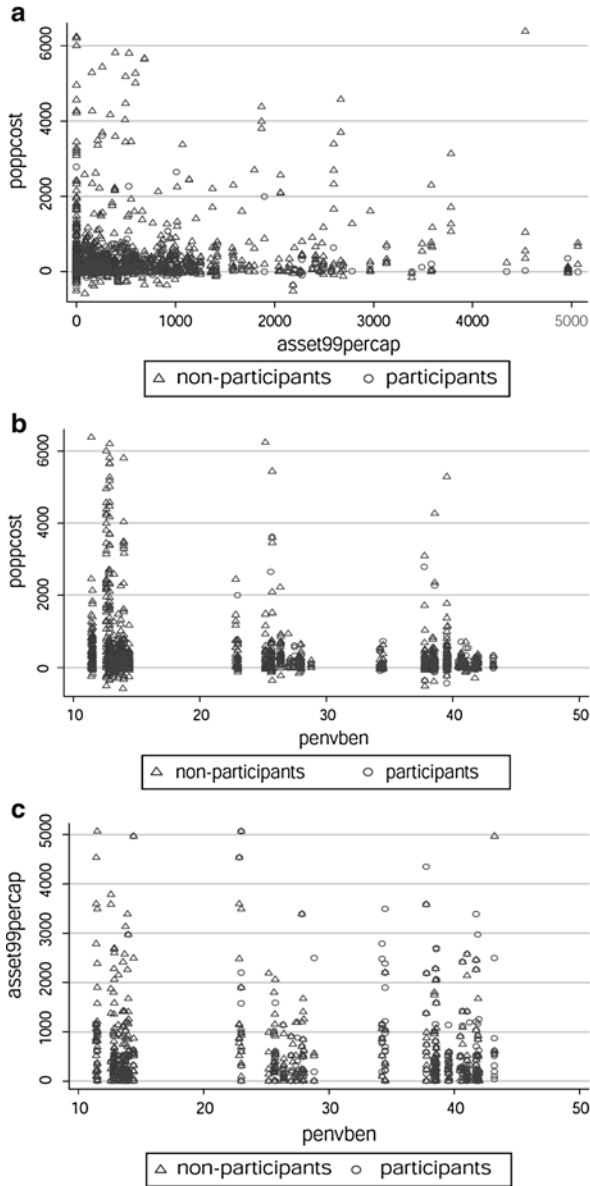 a
6000
4000
2000
0
poppcost
0 1000 2000 3000 4000 5000
asset99percap
△ non-participants ○ participants
b
6000
4000
2000
0
poppcost
10 20 30 40 50
penvben
△ non-participants ○ participants
c
5000
4000
3000
2000
1000
0
asset99percap
10 20 30 40 50
penvben
△ non-participants ○ participants